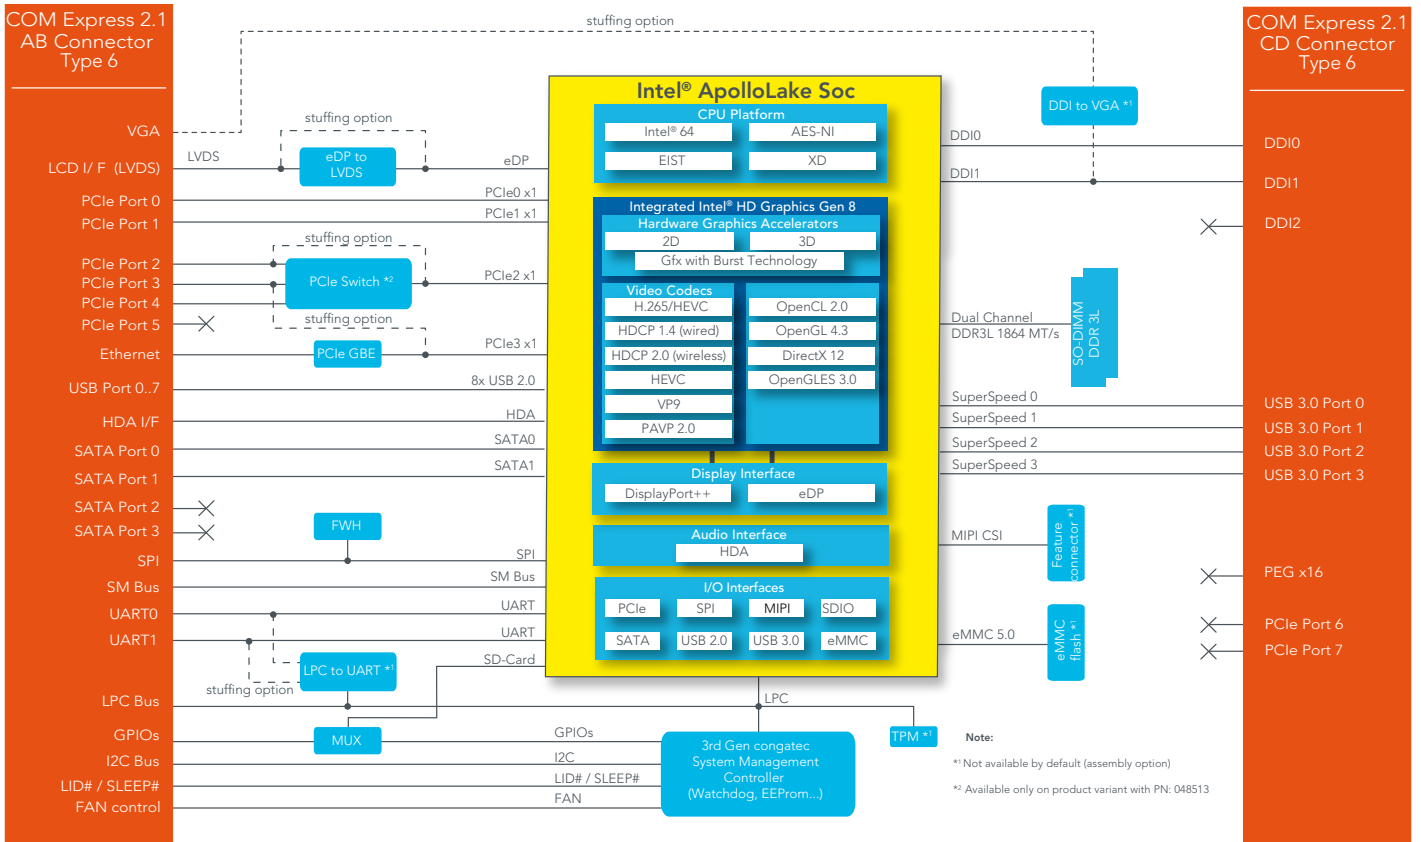 COM Express 2.1
AB Connector
Type 6
VGA
LCD I/ F (LVDS)
PCIe Port 0
PCIe Port 1
PCIe Port 2
PCIe Port 3
PCIe Port 4
PCIe Port 5
Ethernet
USB Port 0..7
HDA I/F
SATA Port 0
SATA Port 1
SATA Port 2
SATA Port 3
SPI
SM Bus
UART0
UART1
LPC Bus
GPIOs
I2C Bus
LID# / SLEEP#
FAN control
stuffing option
stuffing option
LVDS
eDP to
LVDS
eDP
PCIe0 x1
PCIe1 x1
stuffing option
PCIe Switch *²
PCIe2 x1
stuffing option
PCIe GBE
PCIe3 x1
8x USB 2.0
HDA
SATA0
SATA1
FWH
SPI
SM Bus
UART
UART
SD-Card
LPC to UART *¹
stuffing option
MUX
GPIOs
I2C
LID# / SLEEP#
FAN
Intel® ApolloLake Soc
CPU Platform
Intel® 64
AES-NI
EIST
XD
Integrated Intel® HD Graphics Gen 8
Hardware Graphics Accelerators
2D
3D
Gfx with Burst Technology
Video Codecs
H.265/HEVC
HDCP 1.4 (wired)
HDCP 2.0 (wireless)
HEVC
VP9
PAVP 2.0
OpenCL 2.0
OpenGL 4.3
DirectX 12
OpenGLES 3.0
Display Interface
DisplayPort++
eDP
Audio Interface
HDA
I/O Interfaces
PCIe
SPI
MIPI
SDIO
SATA
USB 2.0
USB 3.0
eMMC
LPC
3rd Gen congatec
System Management
Controller
(Watchdog, EEProm...)
TPM *¹
DDI to VGA *¹
DDI0
DDI1
Dual Channel
DDR3L 1864 MT/s
SO-DIMM
DDR 3L
SuperSpeed 0
SuperSpeed 1
SuperSpeed 2
SuperSpeed 3
MIPI CSI
Feature
connector *¹
eMMC 5.0
eMMC
flash *¹
Note:
*¹ Not available by default (assembly option)
*² Available only on product variant with PN: 048513
COM Express 2.1
CD Connector
Type 6
DDI0
DDI1
DDI2
USB 3.0 Port 0
USB 3.0 Port 1
USB 3.0 Port 2
USB 3.0 Port 3
PEG x16
PCIe Port 6
PCIe Port 7